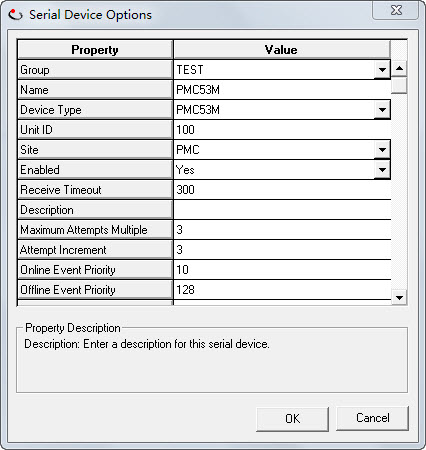 Serial Device Options
Property Value
Group TEST
Name PMC53M
Device Type PMC53M
Unit ID 100
Site PMC
Enabled Yes
Receive Timeout 300
Description
Maximum Attempts Multiple 3
Attempt Increment 3
Online Event Priority 10
Offline Event Priority 128
Property Description
Description: Enter a description for this serial device.
OK Cancel